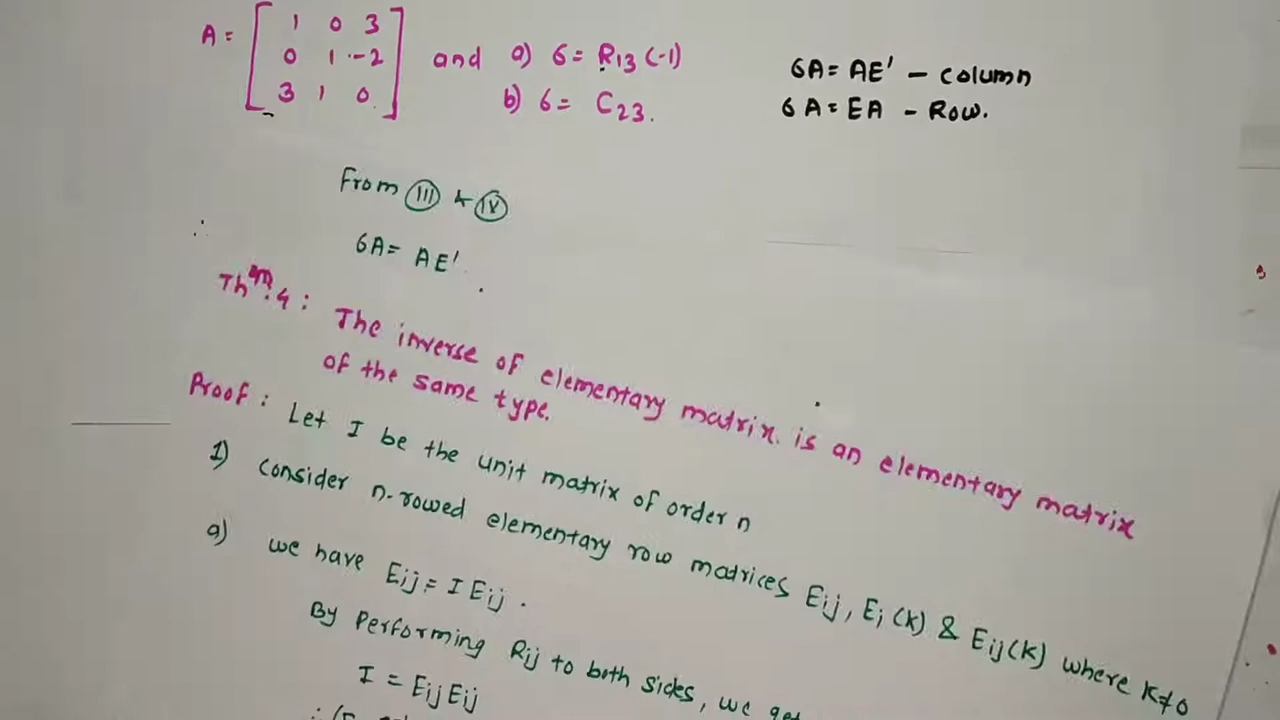 A = [ 1 0 3
0 1 -2
3 1 0 ] and a) 6 = R13 (-1)
b) 6 = C23.
6A = AE' - column
6A = EA - Row.
From III & IV
6A = AE'.
Thm.4 : The inverse of elementary matrix is an elementary matrix
of the same type.
Proof : Let I be the unit matrix of order n
1) consider n-rowed elementary row matrices Eij, Ei (k) & Eij(k) where k≠0
a) we have Eij = I Eij.
By Performing Rij to both sides, we get
I = Eij Eij